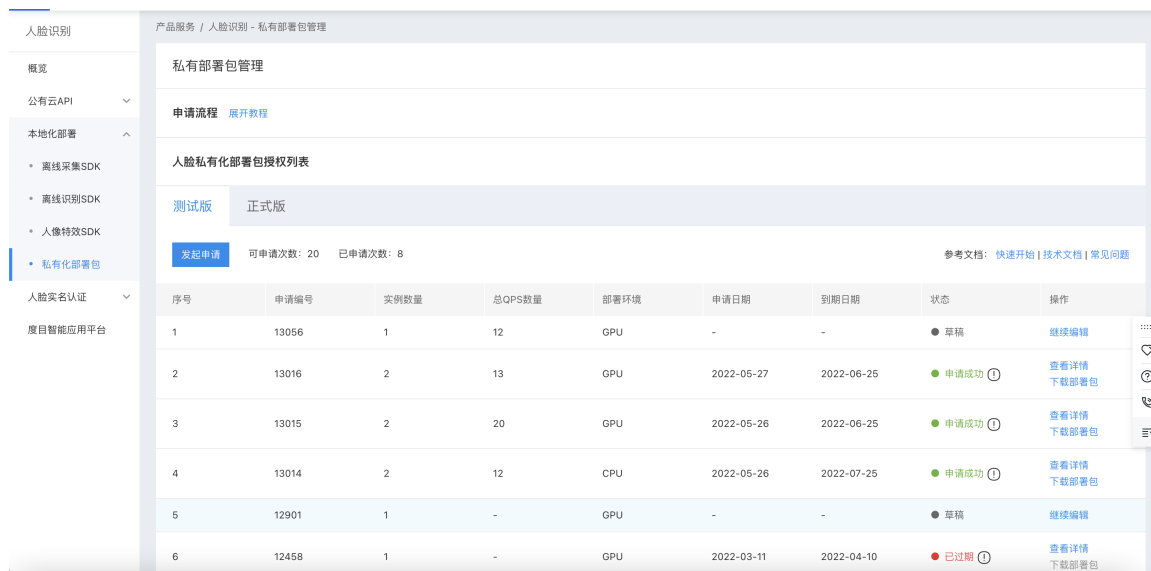 人脸识别
产品服务 / 人脸识别 - 私有部署包管理
概览
公有云API
本地化部署
离线采集SDK
离线识别SDK
人像特效SDK
私有化部署包
人脸实名认证
度目智能应用平台
私有部署包管理
申请流程 展开教程
人脸私有化部署包授权列表
测试版 正式版
发起申请 可申请次数: 20 已申请次数: 8 参考文档: 快速开始 | 技术文档 | 常见问题
序号 申请编号 实例数量 总QPS数量 部署环境 申请日期 到期日期 状态 操作
1 13056 1 12 GPU - - 草稿 继续编辑
2 13016 2 13 GPU 2022-05-27 2022-06-25 申请成功 查看详情
下载部署包
3 13015 2 20 GPU 2022-05-26 2022-06-25 申请成功 查看详情
下载部署包
4 13014 2 12 CPU 2022-05-26 2022-07-25 申请成功 查看详情
下载部署包
5 12901 1 - GPU - - 草稿 继续编辑
6 12458 1 - GPU 2022-03-11 2022-04-10 已过期 查看详情
下载部署包